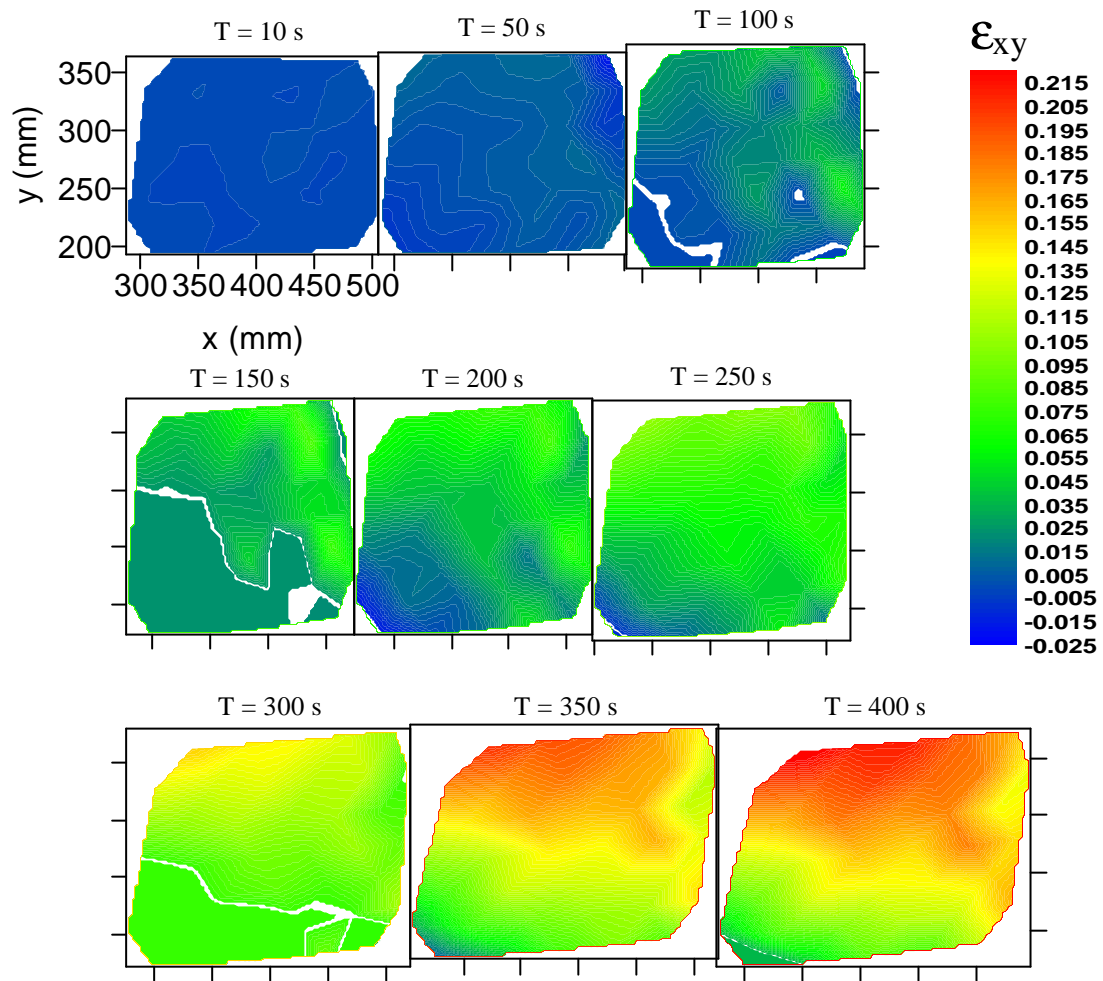 T = 10 s
T = 50 s
T = 100 s
εxy
350
300
250
200
y (mm)
300 350 400 450 500
x (mm)
0.215
0.205
0.195
0.185
0.175
0.165
0.155
0.145
0.135
0.125
0.115
0.105
0.095
0.085
0.075
0.065
0.055
0.045
0.035
0.025
0.015
0.005
-0.005
-0.015
-0.025
T = 150 s
T = 200 s
T = 250 s
T = 300 s
T = 350 s
T = 400 s